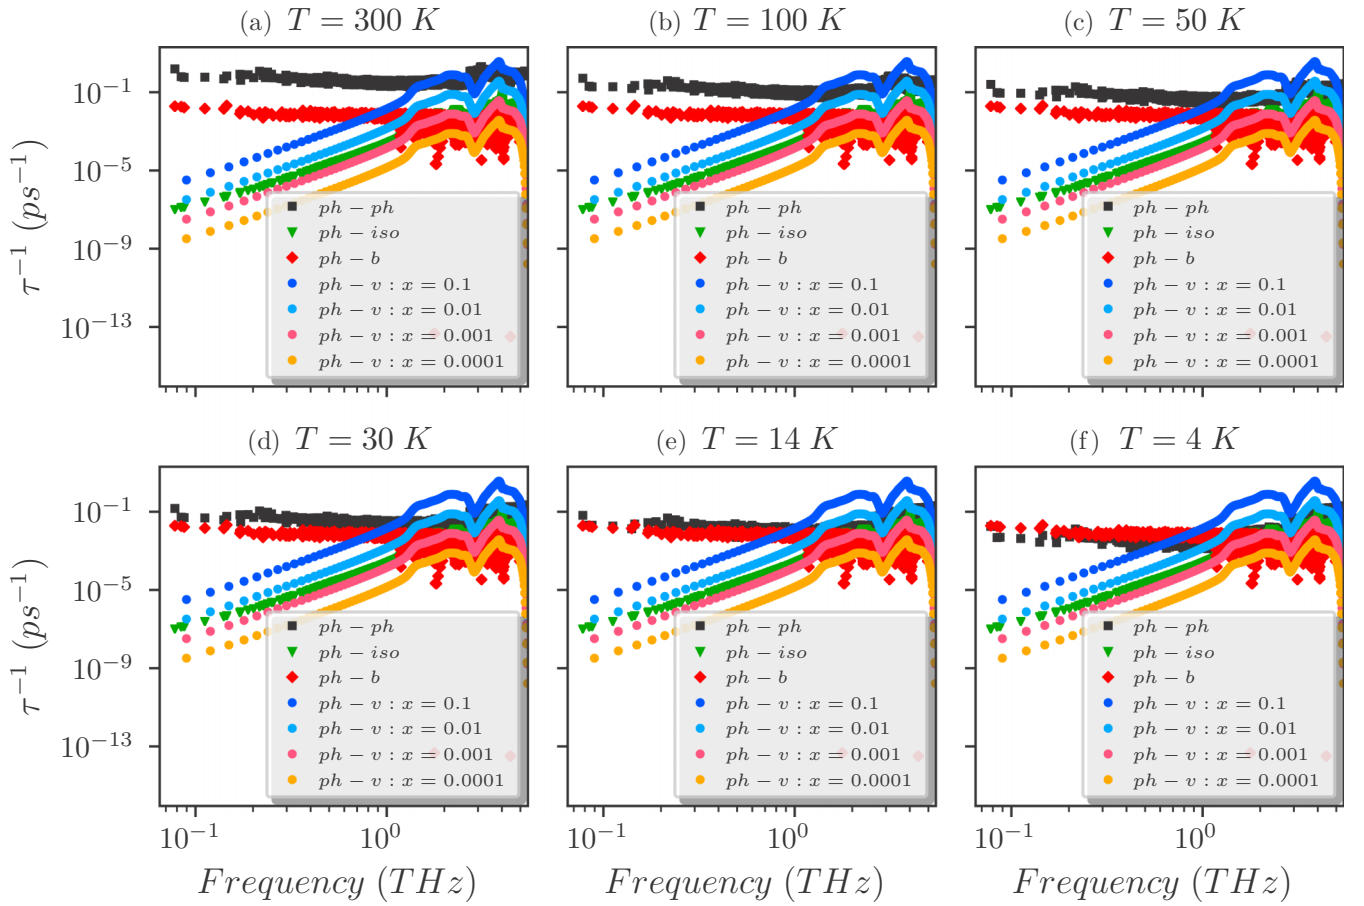 (a) T = 300 K
(b) T = 100 K
(c) T = 50 K
τ⁻¹ (ps⁻¹)
10⁻¹
10⁻⁵
10⁻⁹
10⁻¹³
ph − ph
ph − iso
ph − b
ph − v : x = 0.1
ph − v : x = 0.01
ph − v : x = 0.001
ph − v : x = 0.0001
ph − ph
ph − iso
ph − b
ph − v : x = 0.1
ph − v : x = 0.01
ph − v : x = 0.001
ph − v : x = 0.0001
ph − ph
ph − iso
ph − b
ph − v : x = 0.1
ph − v : x = 0.01
ph − v : x = 0.001
ph − v : x = 0.0001
(d) T = 30 K
(e) T = 14 K
(f) T = 4 K
τ⁻¹ (ps⁻¹)
10⁻¹
10⁻⁵
10⁻⁹
10⁻¹³
ph − ph
ph − iso
ph − b
ph − v : x = 0.1
ph − v : x = 0.01
ph − v : x = 0.001
ph − v : x = 0.0001
ph − ph
ph − iso
ph − b
ph − v : x = 0.1
ph − v : x = 0.01
ph − v : x = 0.001
ph − v : x = 0.0001
ph − ph
ph − iso
ph − b
ph − v : x = 0.1
ph − v : x = 0.01
ph − v : x = 0.001
ph − v : x = 0.0001
10⁻¹ 10⁰
10⁻¹ 10⁰
10⁻¹ 10⁰
Frequency (THz)
Frequency (THz)
Frequency (THz)